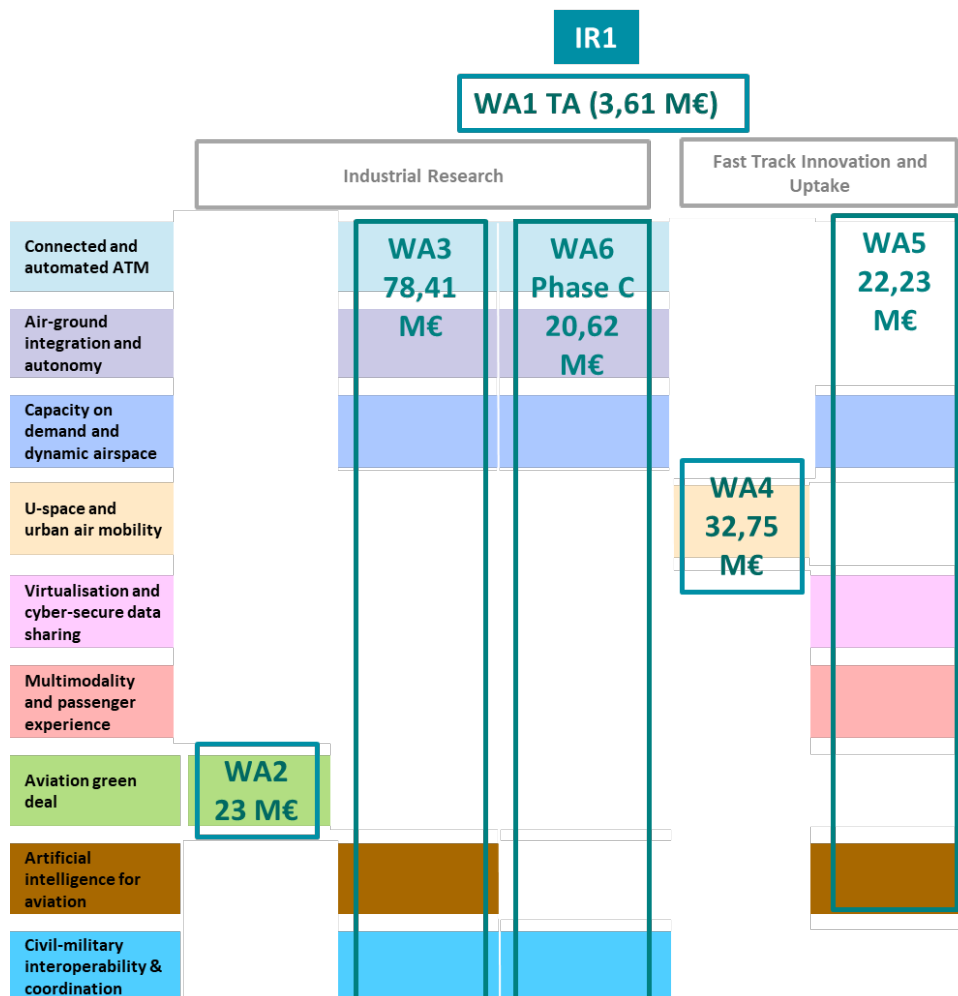 IR1
WA1 TA (3,61 M€)
Industrial Research
Fast Track Innovation and
Uptake
Connected and
automated ATM
WA3
78,41
M€
WA6
Phase C
20,62
M€
WA5
22,23
M€
Air-ground
integration and
autonomy
Capacity on
demand and
dynamic airspace
U-space and
urban air mobility
WA4
32,75
M€
Virtualisation and
cyber-secure data
sharing
Multimodality
and passenger
experience
Aviation green
deal
WA2
23 M€
Artificial
intelligence for
aviation
Civil-military
interoperability &
coordination